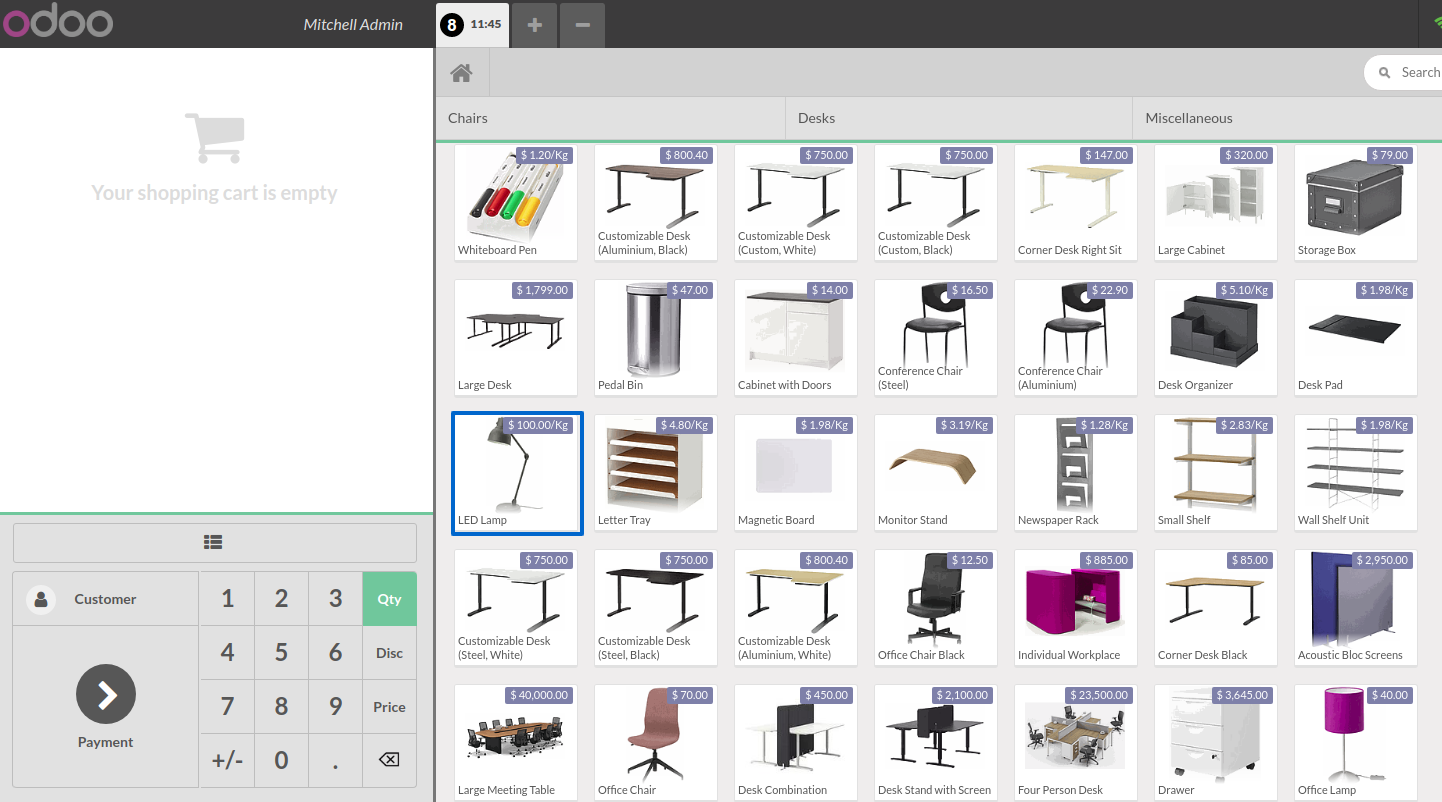 odoo
Mitchell Admin
8 11:45
Search
Chairs Desks Miscellaneous
Your shopping cart is empty
$ 1.20/Kg $ 800.40 $ 750.00 $ 750.00 $ 147.00 $ 320.00 $ 79.00
Customizable Desk Customizable Desk Customizable Desk
Whiteboard Pen (Aluminium, Black) (Custom, White) (Custom, Black) Corner Desk Right Sit Large Cabinet Storage Box
$ 1,799.00 $ 47.00 $ 14.00 $ 16.50 $ 22.90 $ 5.10/Kg $ 1.98/Kg
Conference Chair Conference Chair
Large Desk Pedal Bin Cabinet with Doors (Steel) (Aluminium) Desk Organizer Desk Pad
$ 100.00/Kg $ 4.80/Kg $ 1.98/Kg $ 3.19/Kg $ 1.28/Kg $ 2.83/Kg $ 1.98/Kg
LED Lamp Letter Tray Magnetic Board Monitor Stand Newspaper Rack Small Shelf Wall Shelf Unit
$ 750.00 $ 750.00 $ 800.40 $ 12.50 $ 885.00 $ 85.00 $ 2,950.00
Customizable Desk Customizable Desk Customizable Desk
(Steel, White) (Steel, Black) (Aluminium, White) Office Chair Black Individual Workplace Corner Desk Black Acoustic Bloc Screens
$ 40,000.00 $ 70.00 $ 450.00 $ 2,100.00 $ 23,500.00 $ 3,645.00 $ 40.00
Large Meeting Table Office Chair Desk Combination Desk Stand with Screen Four Person Desk Drawer Office Lamp
Customer 1 2 3 Qty
4 5 6 Disc
7 8 9 Price
Payment
+/- 0 .